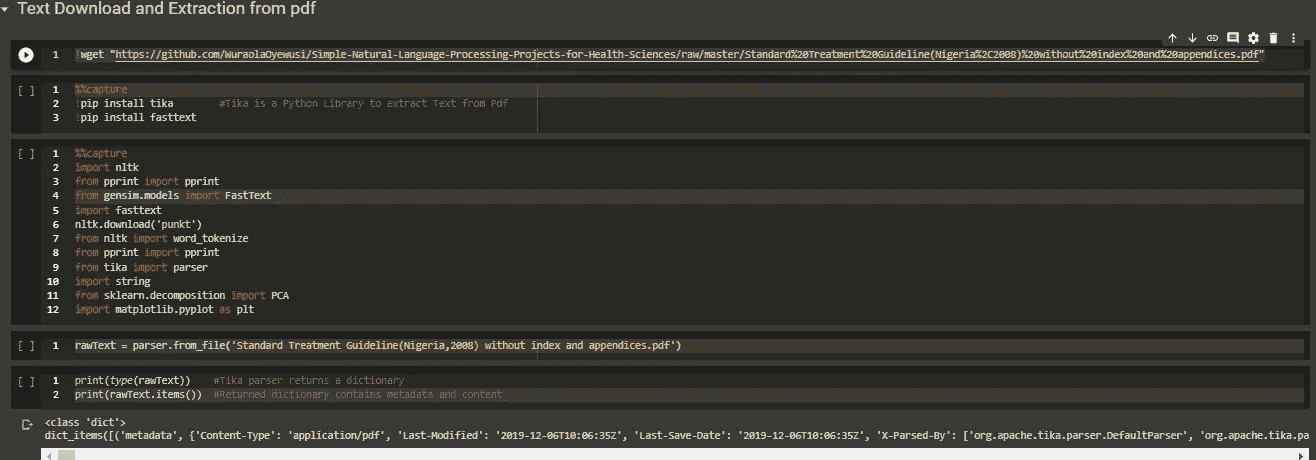 Text Download and Extraction from pdf
1 !wget "https://github.com/WuraolaOyewusi/Simple-Natural-Language-Processing-Projects-for-Health-Sciences/raw/master/Standard%20Treatment%20Guideline(Nigeria%2C2008)%20without%20index%20and%20appendices.pdf"
[ ] 1 %%capture
2 !pip install tika #Tika is a Python Library to extract Text from Pdf
3 !pip install fasttext
[ ] 1 %%capture
2 import nltk
3 from pprint import pprint
4 from gensim.models import FastText
5 import fasttext
6 nltk.download('punkt')
7 from nltk import word_tokenize
8 from pprint import pprint
9 from tika import parser
10 import string
11 from sklearn.decomposition import PCA
12 import matplotlib.pyplot as plt
[ ] 1 rawText = parser.from_file('Standard Treatment Guideline(Nigeria,2008) without index and appendices.pdf')
[ ] 1 print(type(rawText)) #Tika parser returns a dictionary
2 print(rawText.items()) #Returned dictionary contains metadata and content
<class 'dict'>
dict_items([('metadata', {'Content-Type': 'application/pdf', 'Last-Modified': '2019-12-06T10:06:35Z', 'Last-Save-Date': '2019-12-06T10:06:35Z', 'X-Parsed-By': ['org.apache.tika.parser.DefaultParser', 'org.apache.tika.pa